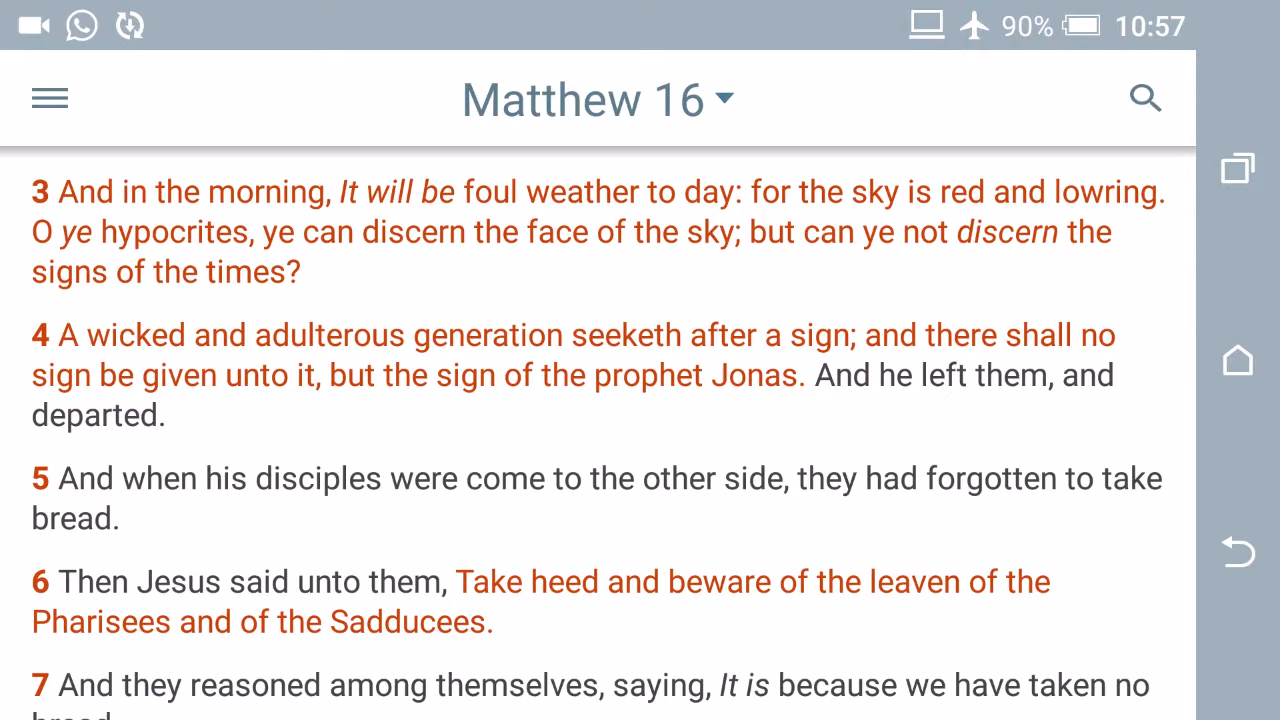 90% 10:57
Matthew 16
3 And in the morning, It will be foul weather to day: for the sky is red and lowring.
O ye hypocrites, ye can discern the face of the sky; but can ye not discern the
signs of the times?
4 A wicked and adulterous generation seeketh after a sign; and there shall no
sign be given unto it, but the sign of the prophet Jonas. And he left them, and
departed.
5 And when his disciples were come to the other side, they had forgotten to take
bread.
6 Then Jesus said unto them, Take heed and beware of the leaven of the
Pharisees and of the Sadducees.
7 And they reasoned among themselves, saying, It is because we have taken no